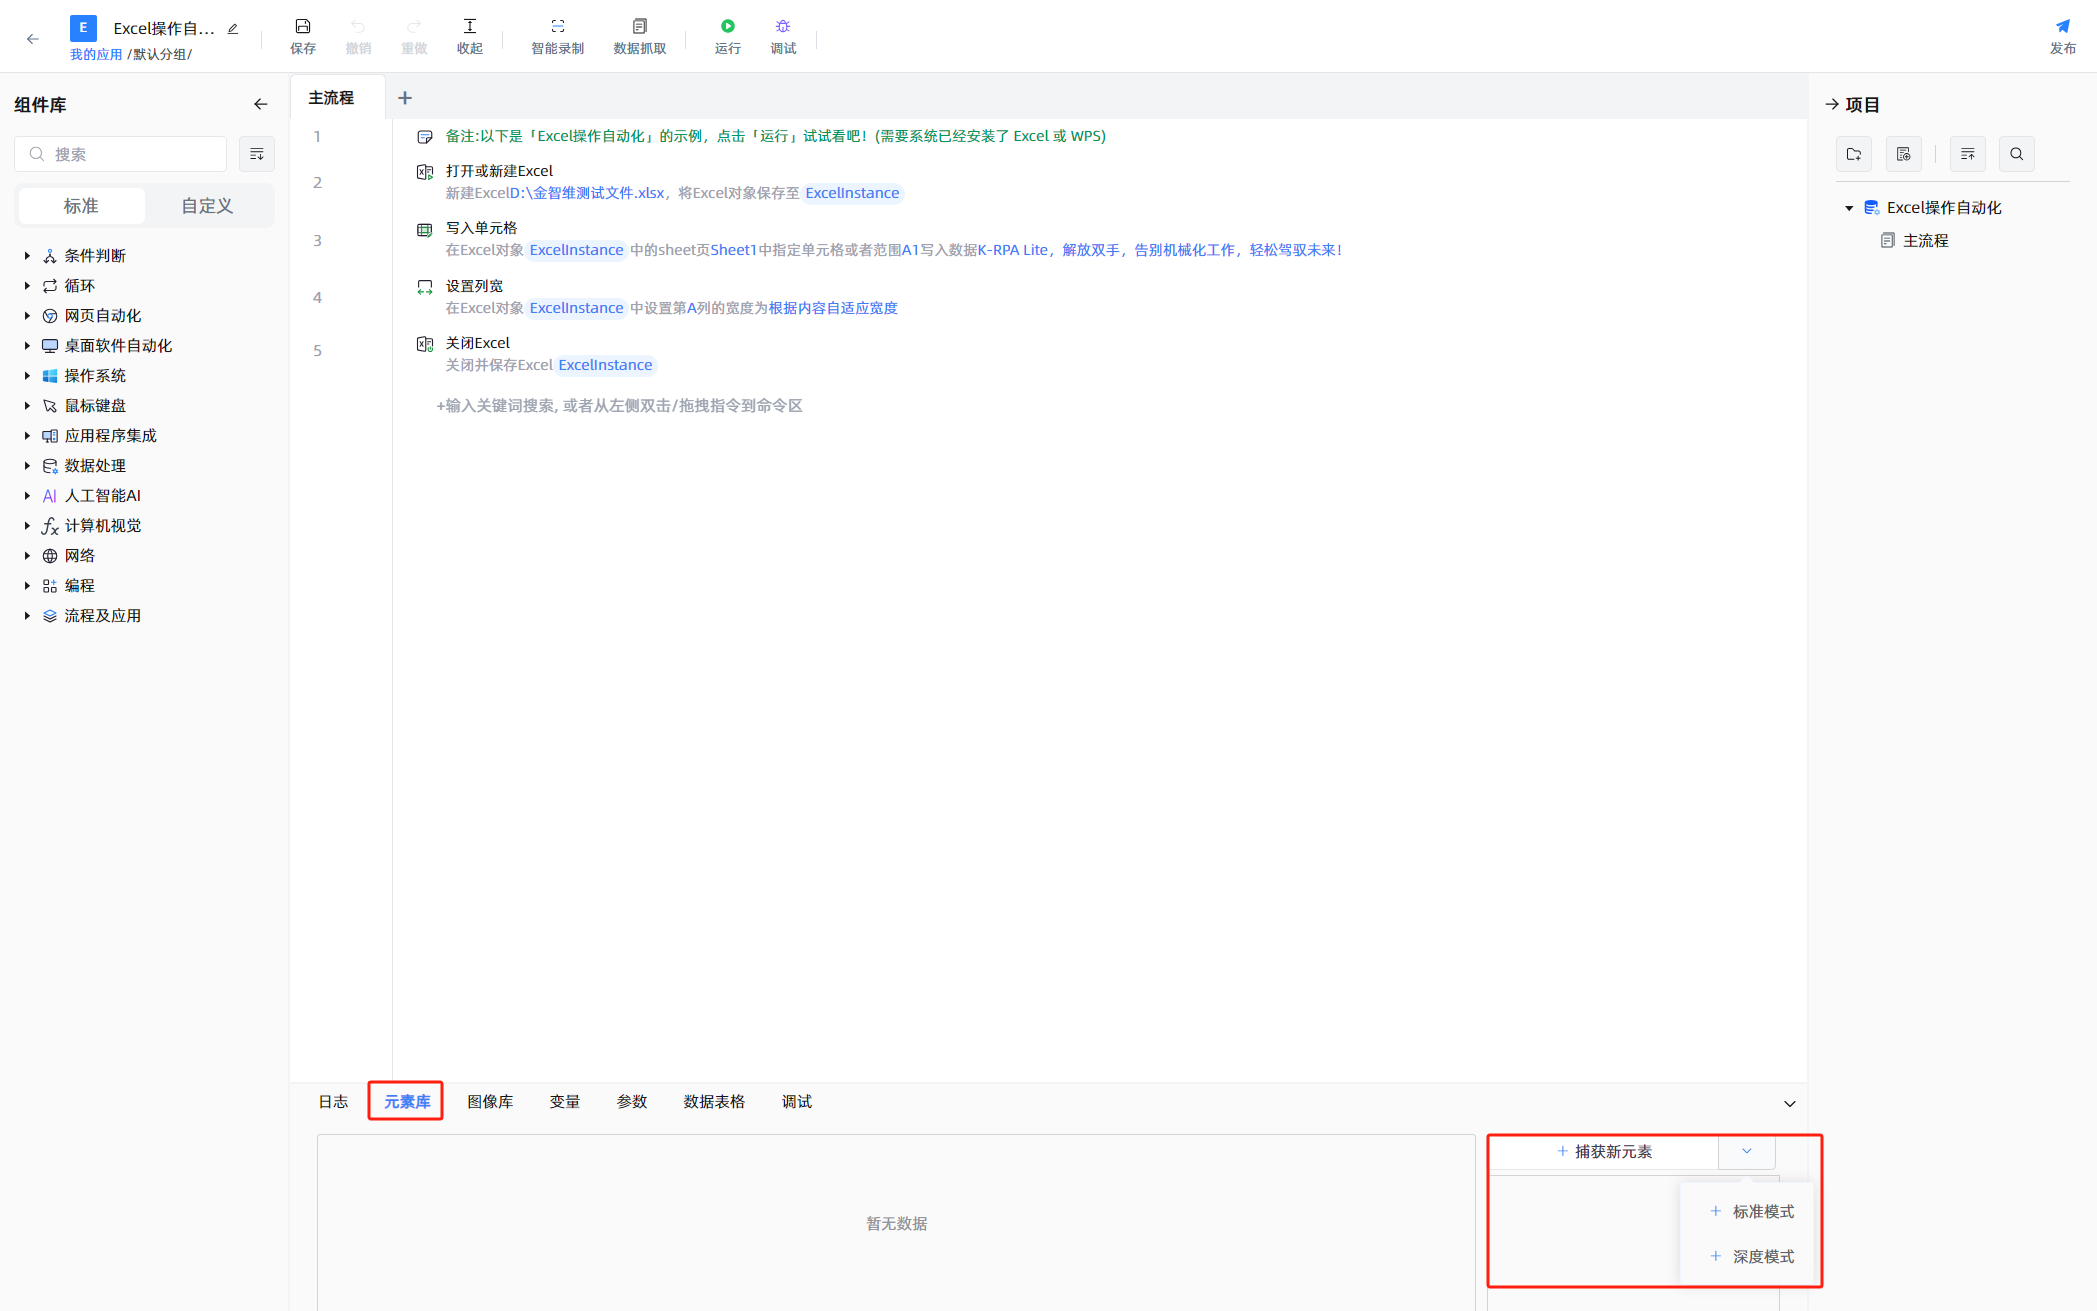 E
Excel操作自...
我的应用 /默认分组/
保存
撤销
重做
收起
智能录制
数据抓取
运行
调试
发布
组件库
搜索
标准
自定义
条件判断
循环
网页自动化
桌面软件自动化
操作系统
鼠标键盘
应用程序集成
数据处理
AI 人工智能AI
fx 计算机视觉
网络
编程
流程及应用
主流程
1
备注:以下是「Excel操作自动化」的示例，点击「运行」试试看吧！(需要系统已经安装了 Excel 或 WPS)
2
打开或新建Excel
新建ExcelD:\金智维测试文件.xlsx，将Excel对象保存至 ExcelInstance
3
写入单元格
在Excel对象 ExcelInstance 中的sheet页Sheet1中指定单元格或者范围A1写入数据K-RPA Lite，解放双手，告别机械化工作，轻松驾驭未来！
4
设置列宽
在Excel对象 ExcelInstance 中设置第A列的宽度为根据内容自适应宽度
5
关闭Excel
关闭并保存Excel ExcelInstance
+输入关键词搜索, 或者从左侧双击/拖拽指令到命令区
项目
Excel操作自动化
主流程
日志
元素库
图像库
变量
参数
数据表格
调试
暂无数据
+ 捕获新元素
+ 标准模式
+ 深度模式